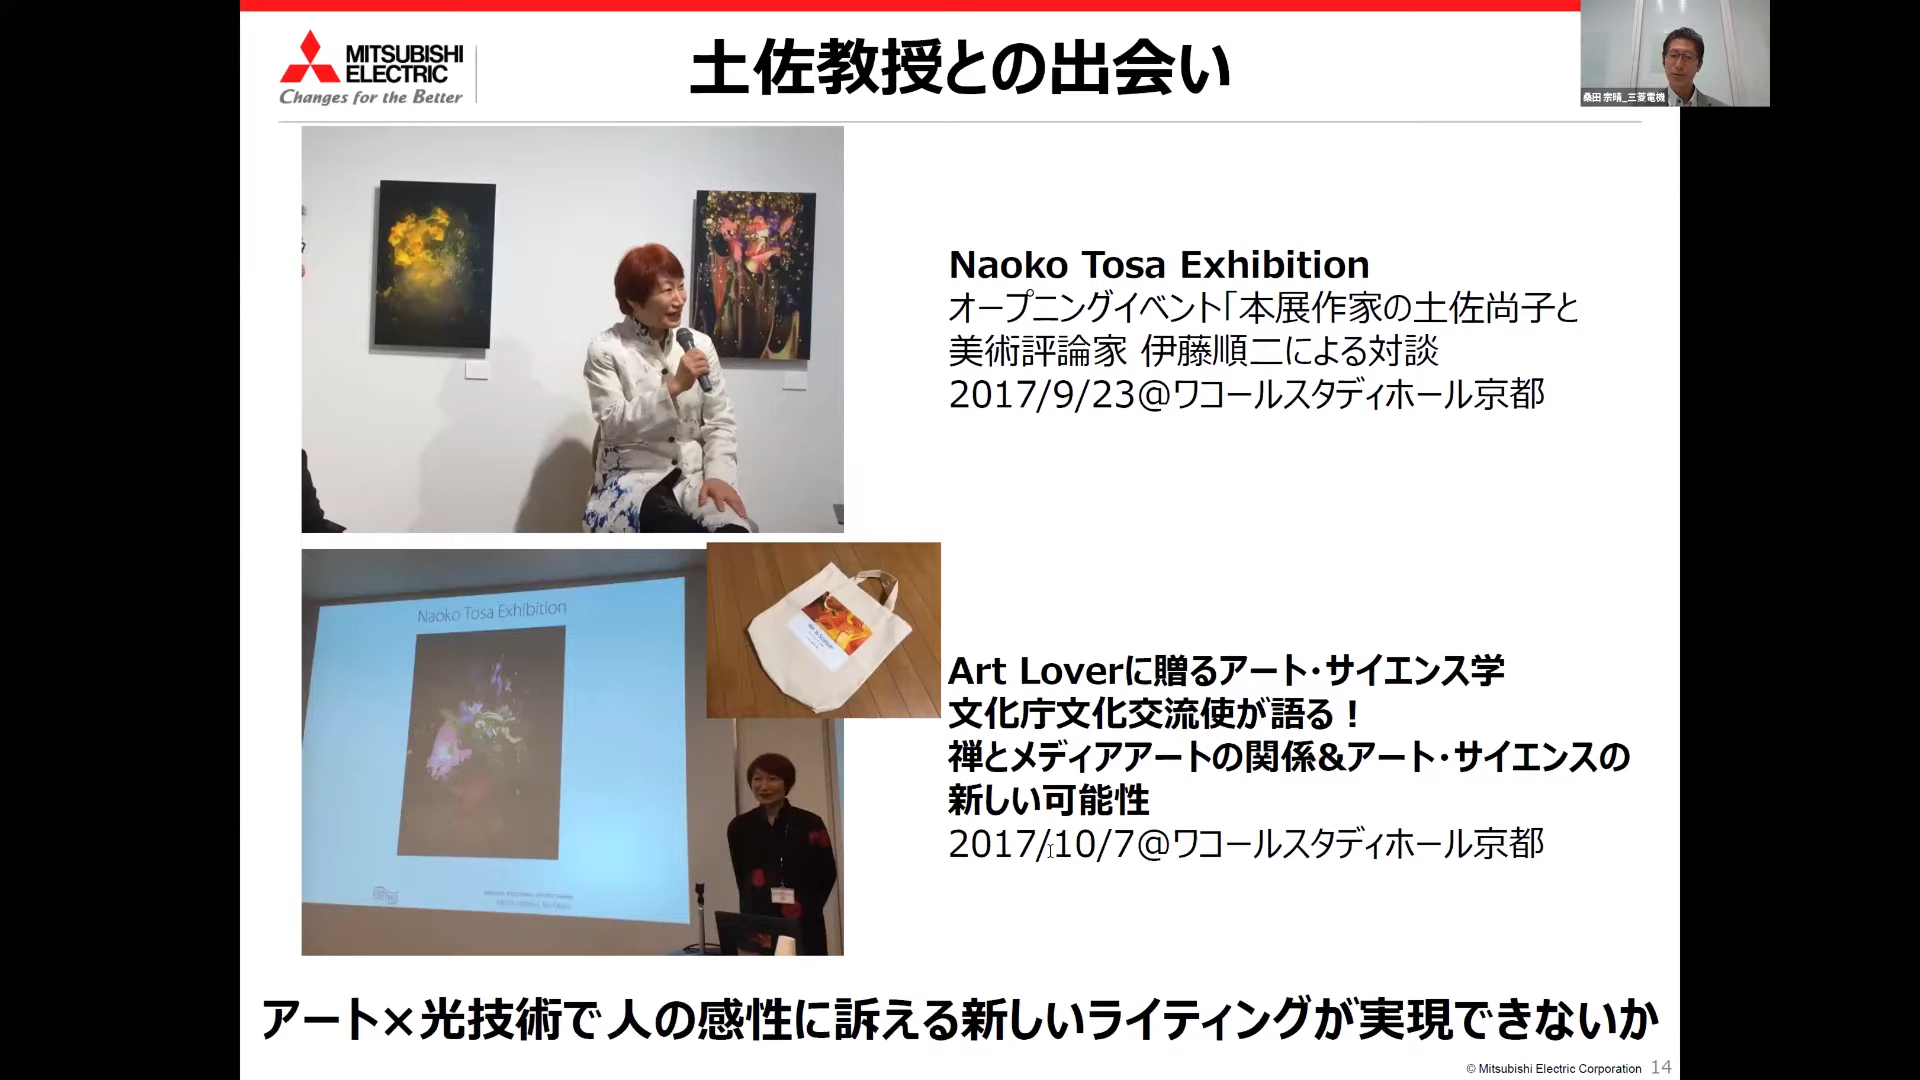 MITSUBISHI
ELECTRIC
Changes for the Better
土佐教授との出会い
桑田 宗晴_三菱電機
Naoko Tosa Exhibition
オープニングイベント「本展作家の土佐尚子と
美術評論家 伊藤順二による対談
2017/9/23@ワコールスタディホール京都
Naoko Tosa Exhibition
Art Loverに贈るアート・サイエンス学
文化庁文化交流使が語る！
禅とメディアアートの関係&アート・サイエンスの
新しい可能性
2017/10/7@ワコールスタディホール京都
アート×光技術で人の感性に訴える新しいライティングが実現できないか
© Mitsubishi Electric Corporation 14